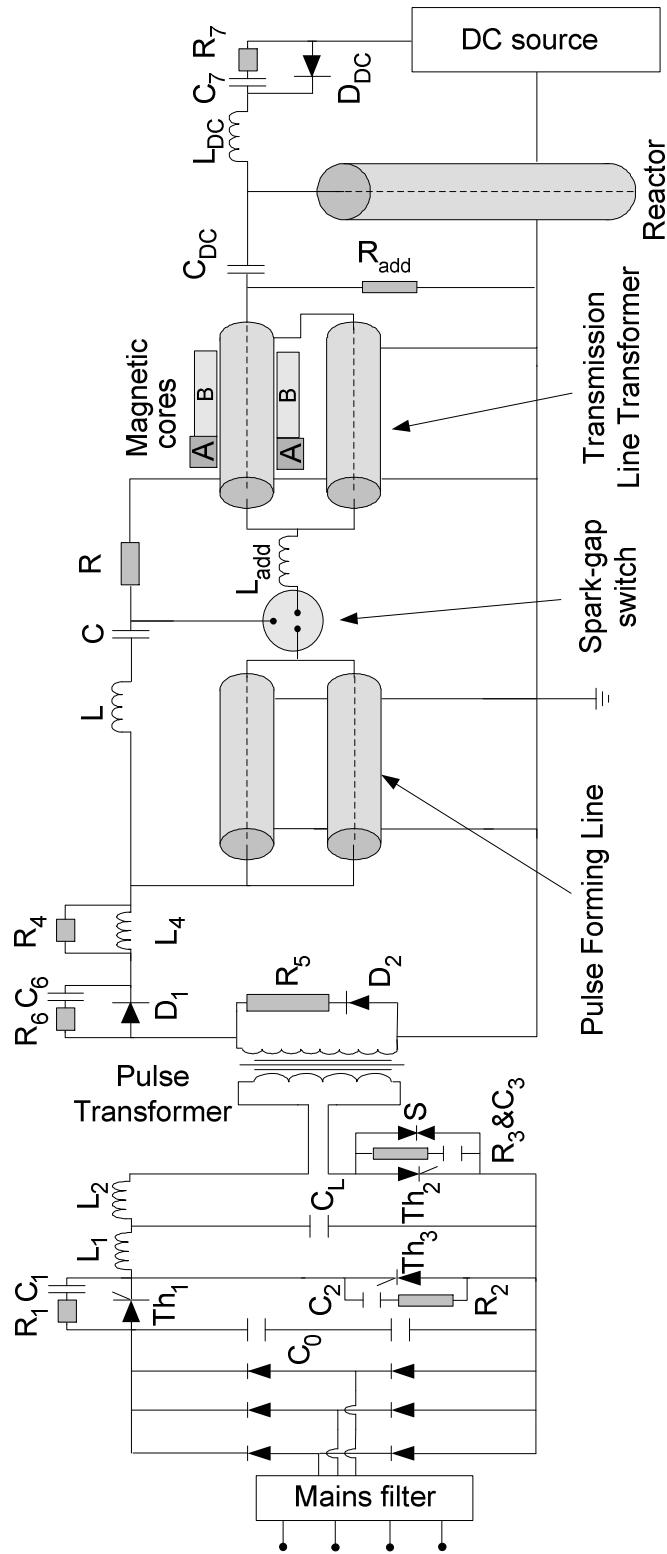 Mains filter
R1
C1
Th1
L1
L2
C0
C2
R2
Th3
CL
Th2
S
R3&C3
Pulse
Transformer
R6
C6
D1
R4
L4
R5
D2
Pulse Forming Line
L
C
R
Ladd
Spark-gap
switch
Magnetic
cores
A
B
A
B
Transmission
Line Transformer
CDC
Radd
LDC
C7
R7
DDC
Reactor
DC source